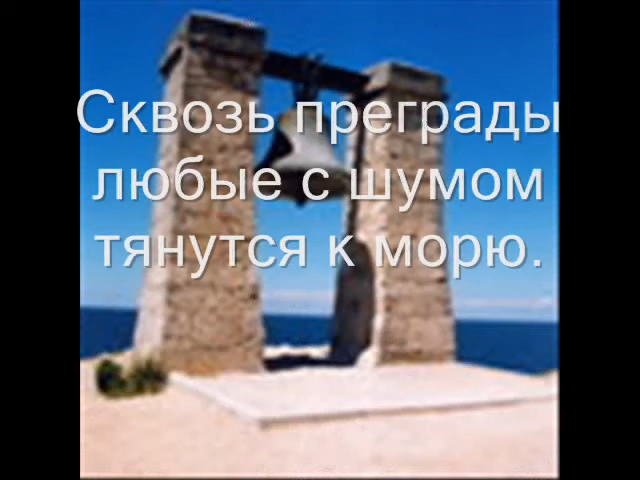 Сквозь преграды
любые с шумом
тянутся к морю.